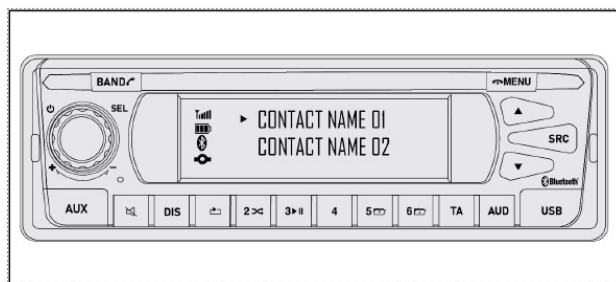 BAND
MENU
SEL
CONTACT NAME 01
CONTACT NAME 02
SRC
Bluetooth
AUX
DIS
2
3
4
5
6
TA
AUD
USB